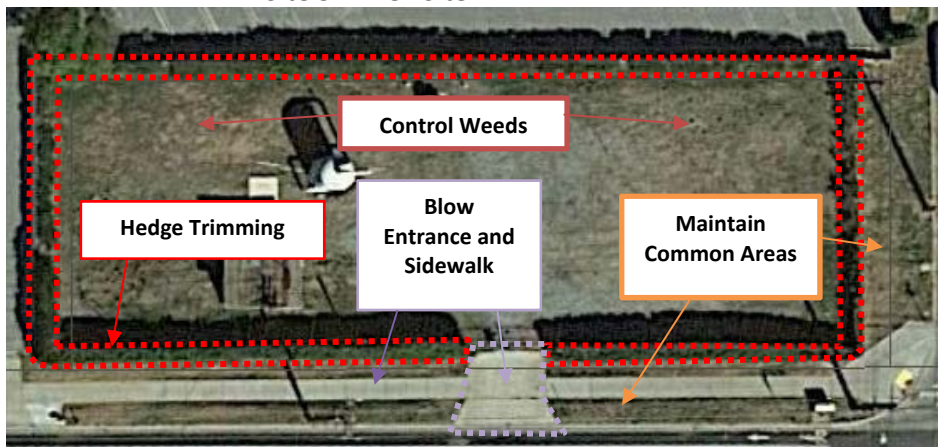 Control Weeds
Hedge Trimming
Blow
Entrance and
Sidewalk
Maintain
Common Areas